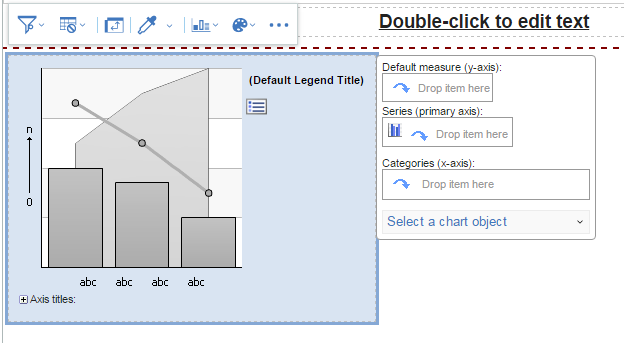 Double-click to edit text
(Default Legend Title)
n
0
abc abc abc abc
Axis titles:
Default measure (y-axis):
Drop item here
Series (primary axis):
Drop item here
Categories (x-axis):
Drop item here
Select a chart object